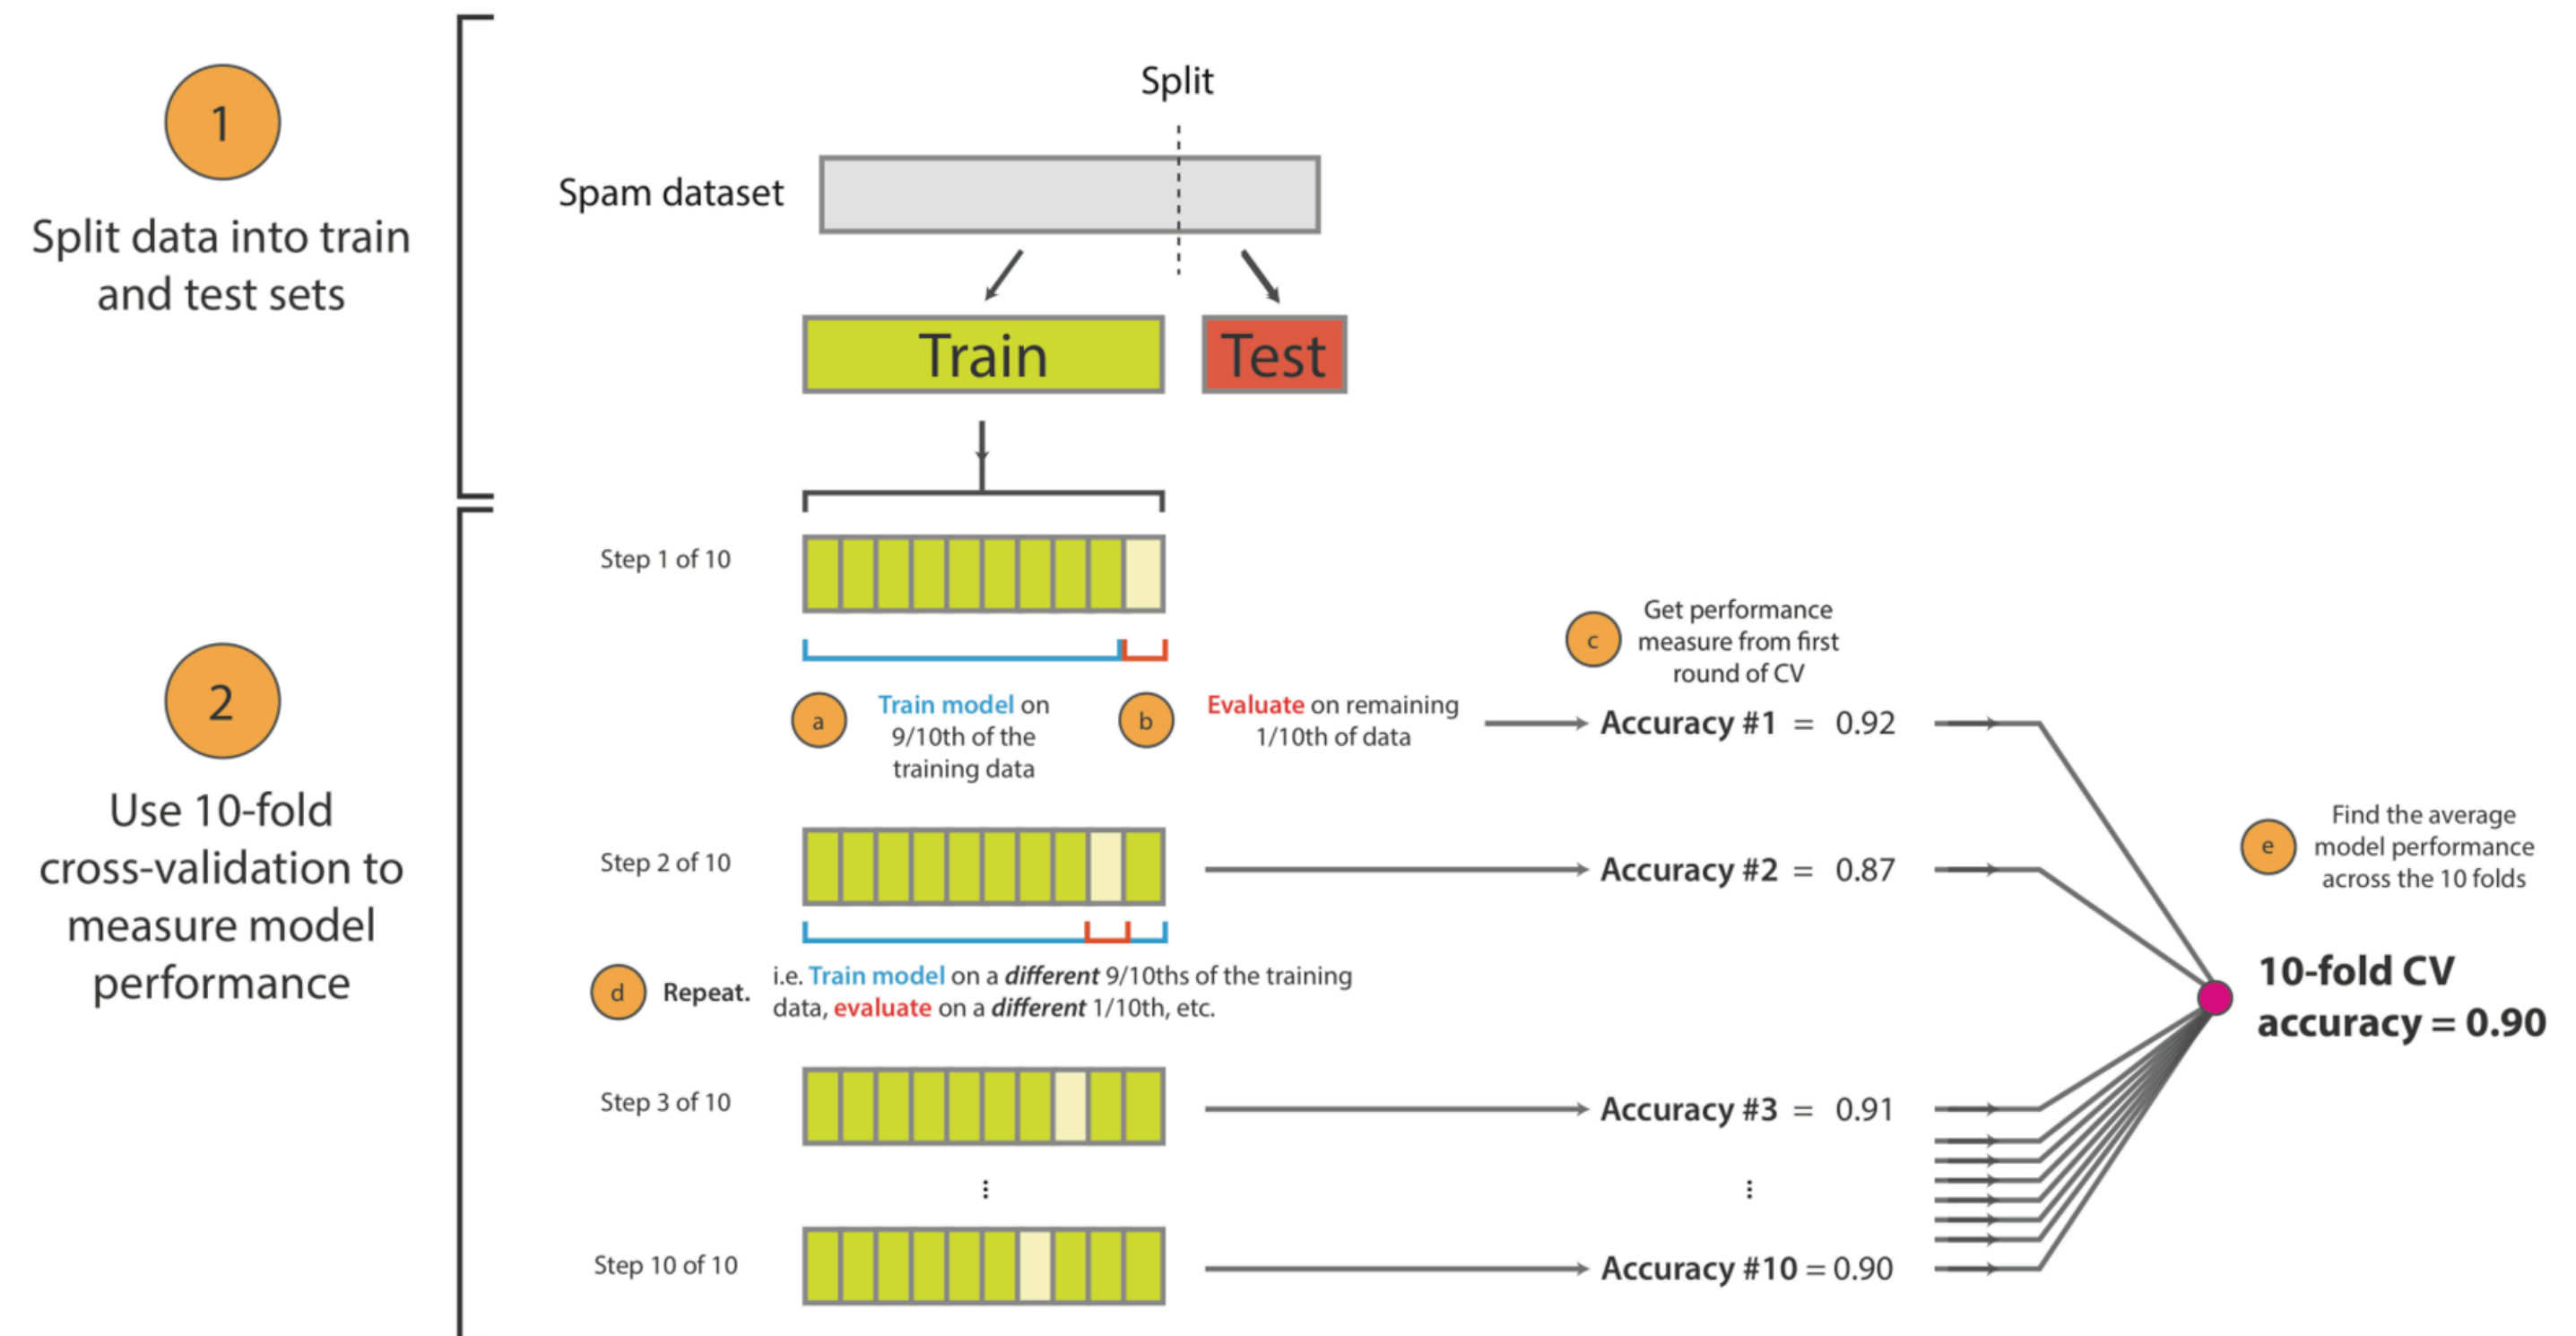 1
Split data into train
and test sets
Split
Spam dataset
Train
Test
2
Use 10-fold
cross-validation to
measure model
performance
Step 1 of 10
a
Train model on
9/10th of the
training data
b
Evaluate on remaining
1/10th of data
c
Get performance
measure from first
round of CV
Accuracy #1 = 0.92
Step 2 of 10
Accuracy #2 = 0.87
d
Repeat.
i.e. Train model on a different 9/10ths of the training
data, evaluate on a different 1/10th, etc.
Step 3 of 10
Accuracy #3 = 0.91
⋮
⋮
Step 10 of 10
Accuracy #10 = 0.90
e
Find the average
model performance
across the 10 folds
10-fold CV
accuracy = 0.90